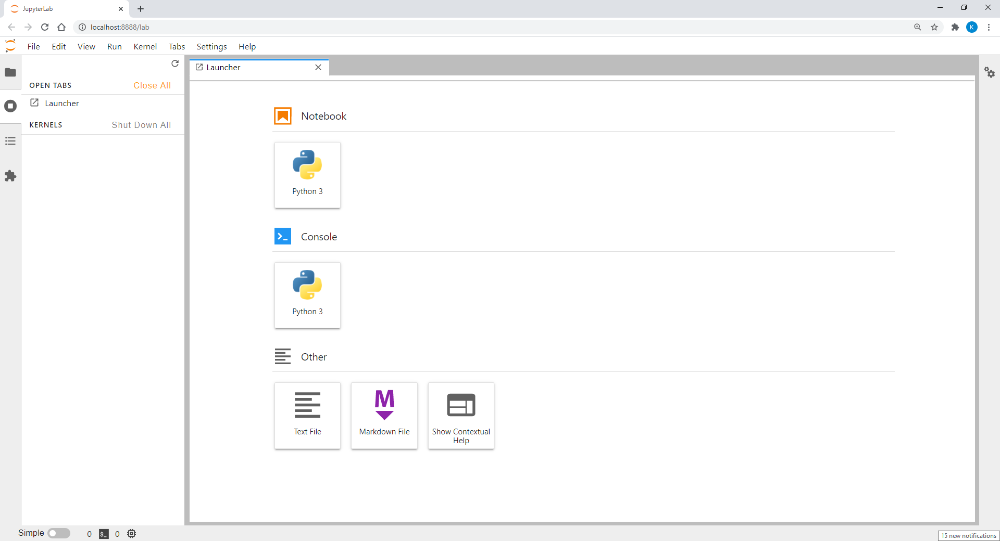 JupyterLab
localhost:8888/lab
K
File Edit View Run Kernel Tabs Settings Help
Launcher
OPEN TABS Close All
Launcher
KERNELS Shut Down All
Notebook
Python 3
Console
Python 3
Other
M
Text File Markdown File Show Contextual
Help
Simple 0 $_ 0
15 new notifications